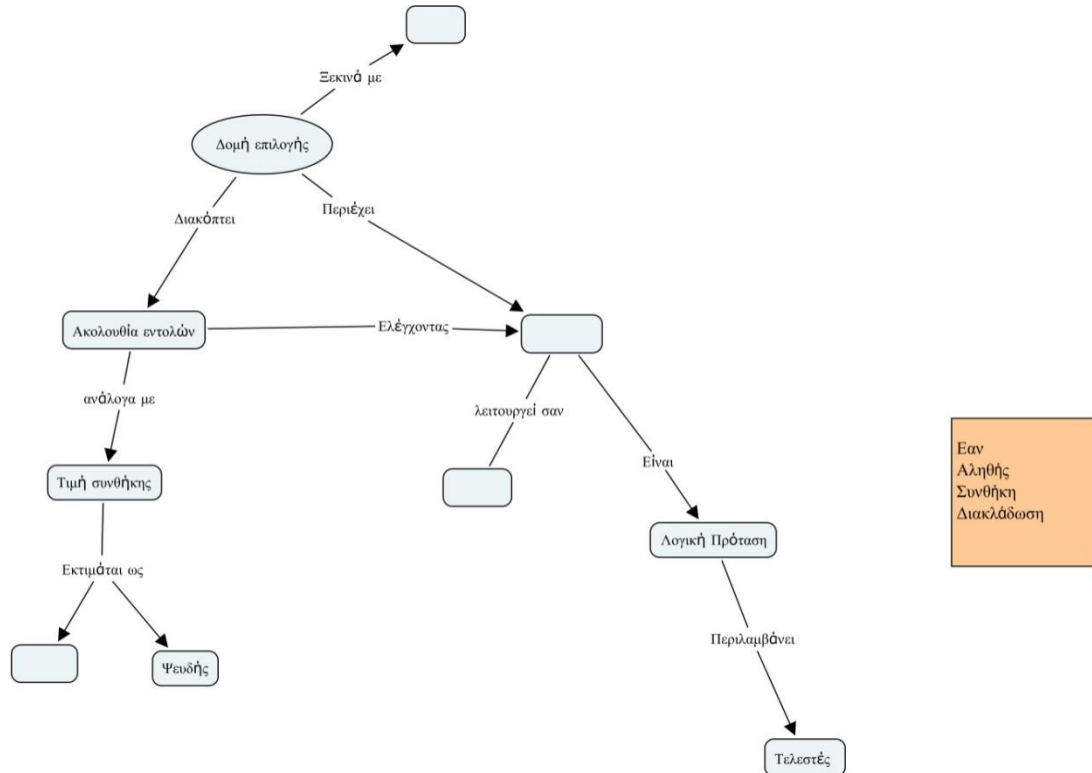 Ξεκινά με
Δομή επιλογής
Διακόπτει
Περιέχει
Ακολουθία εντολών
Ελέγχοντας
ανάλογα με
λειτουργεί σαν
Είναι
Τιμή συνθήκης
Λογική Πρόταση
Εκτιμάται ως
Περιλαμβάνει
Ψευδής
Τελεστές
Εαν
Αληθής
Συνθήκη
Διακλάδωση